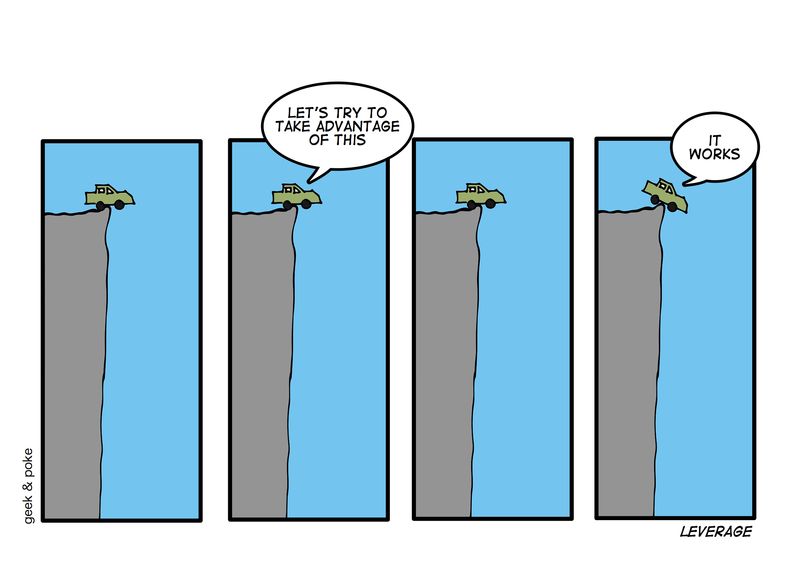 LET'S TRY TO
TAKE ADVANTAGE
OF THIS
IT
WORKS
geek & poke
LEVERAGE